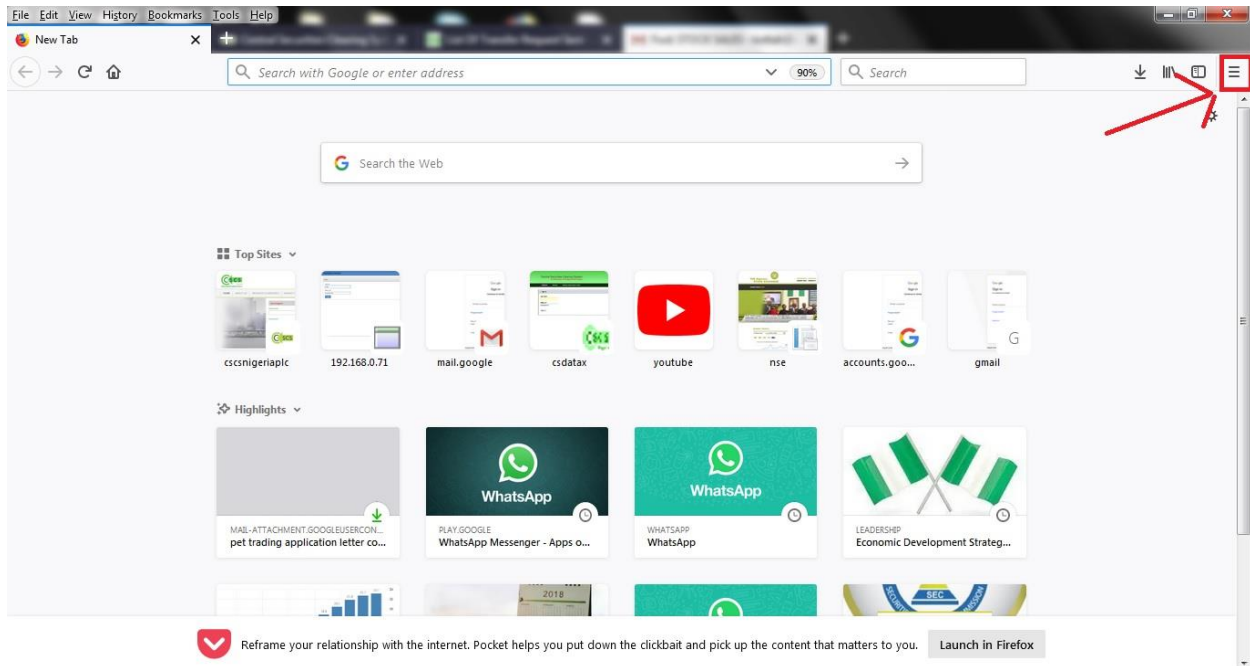 File Edit View History Bookmarks Tools Help
New Tab
Search with Google or enter address 90% Search
Search the Web
Top Sites
cscsnigeriaplc 192.168.0.71 mail.google csdatax youtube nse accounts.goo... gmail
Highlights
WhatsApp WhatsApp
MAIL-ATTACHMENT.GOOGLEUSERCON... PLAY.GOOGLE WHATSAPP LEADERSHIP
pet trading application letter co... WhatsApp Messenger - Apps o... WhatsApp Economic Development Strateg...
2018
SEC
Reframe your relationship with the internet. Pocket helps you put down the clickbait and pick up the content that matters to you. Launch in Firefox